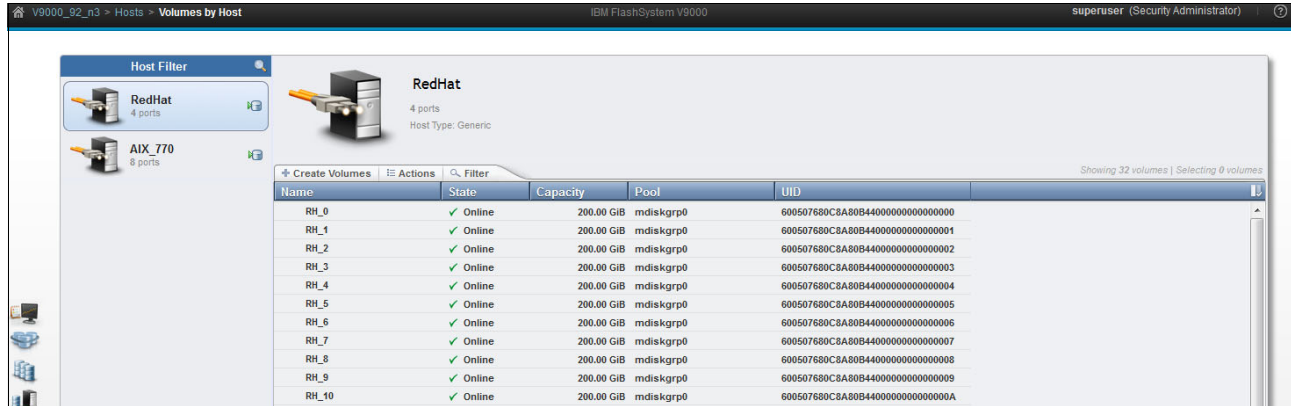 V9000_92_n3 > Hosts > Volumes by Host IBM FlashSystem V9000 superuser (Security Administrator) ?
Host Filter
RedHat
4 ports
AIX_770
8 ports
RedHat
4 ports
Host Type: Generic
Create Volumes Actions Filter Showing 32 volumes | Selecting 0 volumes
Name State Capacity Pool UID
RH_0 Online 200.00 GiB mdiskgrp0 600507680C8A80B44000000000000000
RH_1 Online 200.00 GiB mdiskgrp0 600507680C8A80B44000000000000001
RH_2 Online 200.00 GiB mdiskgrp0 600507680C8A80B44000000000000002
RH_3 Online 200.00 GiB mdiskgrp0 600507680C8A80B44000000000000003
RH_4 Online 200.00 GiB mdiskgrp0 600507680C8A80B44000000000000004
RH_5 Online 200.00 GiB mdiskgrp0 600507680C8A80B44000000000000005
RH_6 Online 200.00 GiB mdiskgrp0 600507680C8A80B44000000000000006
RH_7 Online 200.00 GiB mdiskgrp0 600507680C8A80B44000000000000007
RH_8 Online 200.00 GiB mdiskgrp0 600507680C8A80B44000000000000008
RH_9 Online 200.00 GiB mdiskgrp0 600507680C8A80B44000000000000009
RH_10 Online 200.00 GiB mdiskgrp0 600507680C8A80B4400000000000000A